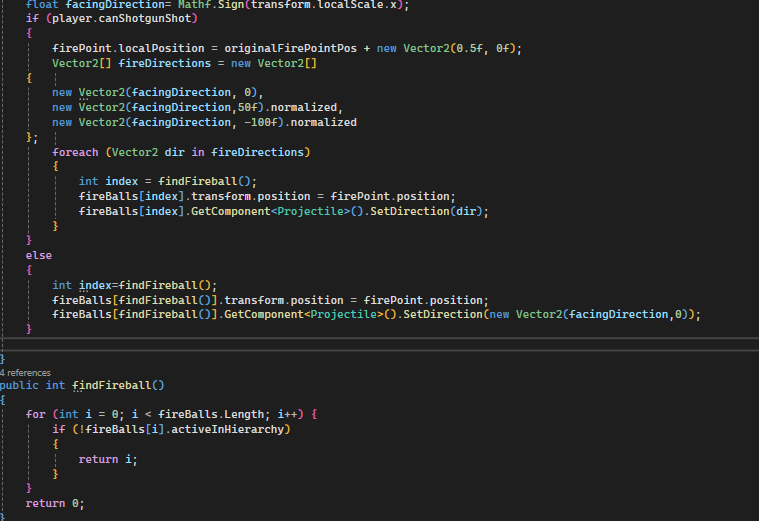 float facingDirection= Mathf.Sign(transform.localScale.x);
if (player.canShotgunShot)
{
firePoint.localPosition = originalFirePointPos + new Vector2(0.5f, 0f);
Vector2[] fireDirections = new Vector2[]
{
new Vector2(facingDirection, 0),
new Vector2(facingDirection,50f).normalized,
new Vector2(facingDirection, -100f).normalized
};
foreach (Vector2 dir in fireDirections)
{
int index = findFireball();
fireBalls[index].transform.position = firePoint.position;
fireBalls[index].GetComponent<Projectile>().SetDirection(dir);
}
}
else
{
int index=findFireball();
fireBalls[findFireball()].transform.position = firePoint.position;
fireBalls[findFireball()].GetComponent<Projectile>().SetDirection(new Vector2(facingDirection,0));
}
}
4 references
public int findFireball()
{
for (int i = 0; i < fireBalls.Length; i++) {
if (!fireBalls[i].activeInHierarchy)
{
return i;
}
}
return 0;
}